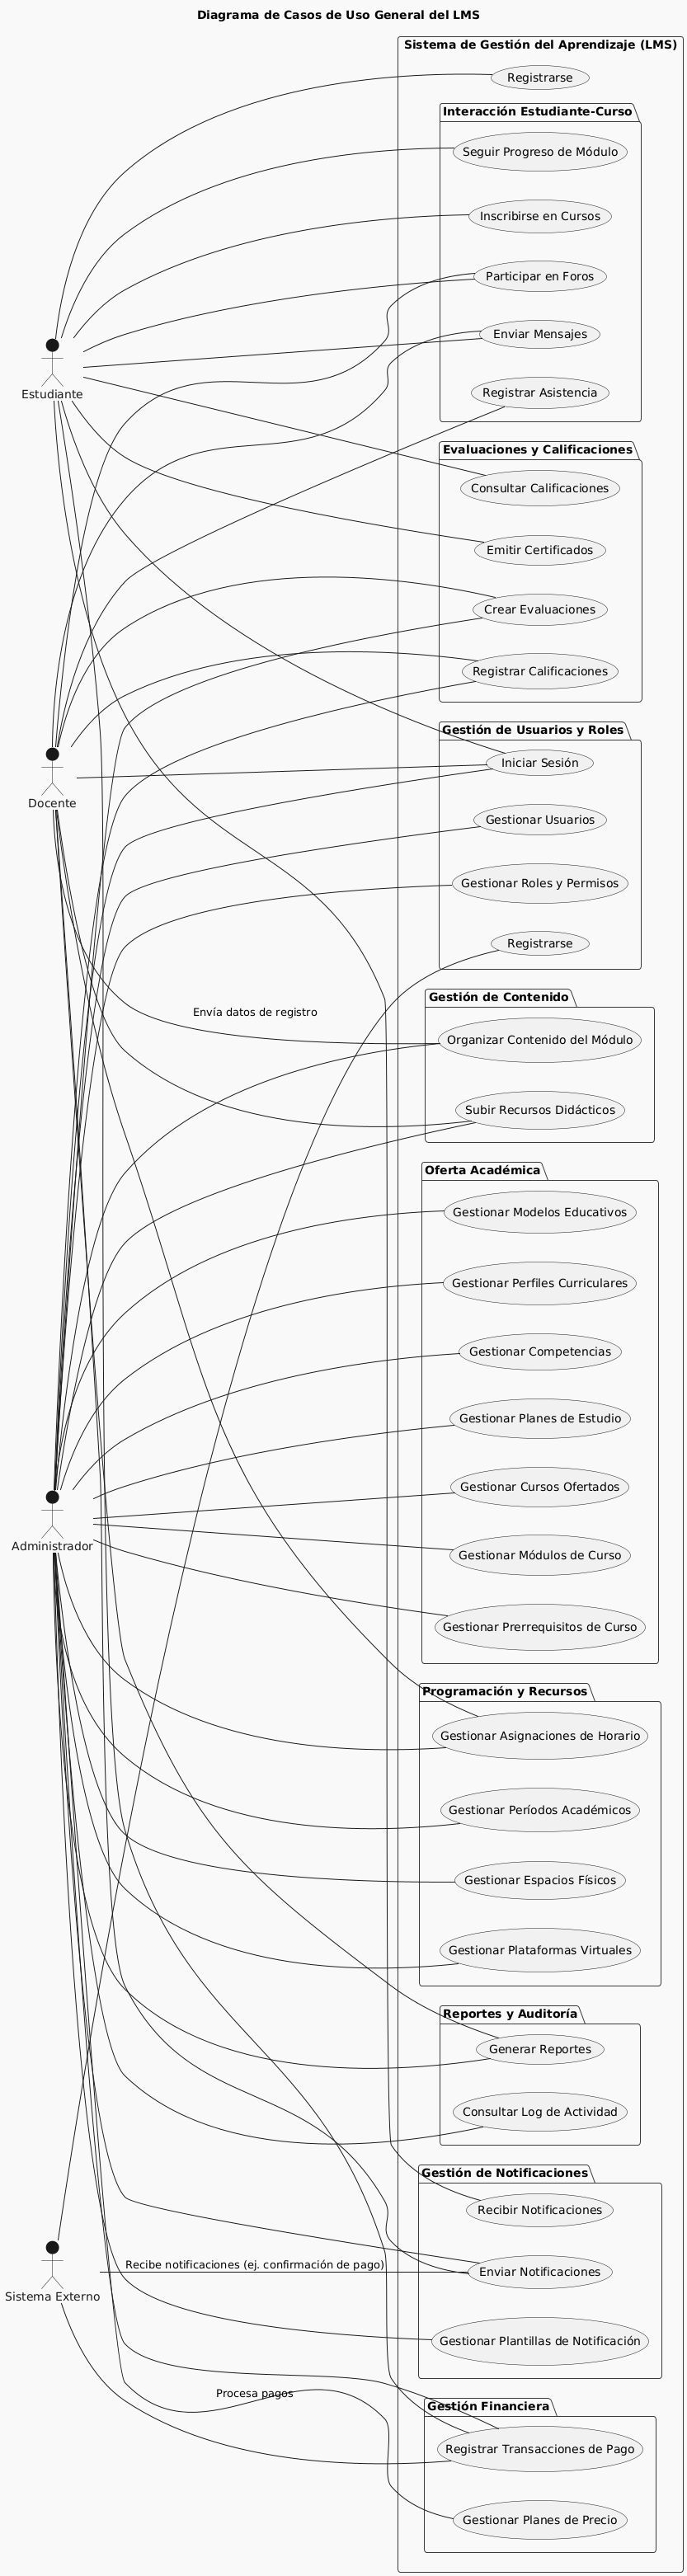 Diagrama de Casos de Uso General del LMS
Sistema de Gestión del Aprendizaje (LMS)
Registrarse
Interacción Estudiante-Curso
Seguir Progreso de Módulo
Inscribirse en Cursos
Participar en Foros
Enviar Mensajes
Registrar Asistencia
Estudiante
Evaluaciones y Calificaciones
Consultar Calificaciones
Emitir Certificados
Crear Evaluaciones
Registrar Calificaciones
Gestión de Usuarios y Roles
Iniciar Sesión
Docente
Gestionar Usuarios
Gestionar Roles y Permisos
Registrarse
Gestión de Contenido
Envía datos de registro
Organizar Contenido del Módulo
Subir Recursos Didácticos
Oferta Académica
Gestionar Modelos Educativos
Gestionar Perfiles Curriculares
Gestionar Competencias
Gestionar Planes de Estudio
Gestionar Cursos Ofertados
Administrador
Gestionar Módulos de Curso
Gestionar Prerrequisitos de Curso
Programación y Recursos
Gestionar Asignaciones de Horario
Gestionar Períodos Académicos
Gestionar Espacios Físicos
Gestionar Plataformas Virtuales
Reportes y Auditoría
Generar Reportes
Consultar Log de Actividad
Gestión de Notificaciones
Recibir Notificaciones
Recibe notificaciones (ej. confirmación de pago)
Enviar Notificaciones
Sistema Externo
Gestionar Plantillas de Notificación
Procesa pagos
Gestión Financiera
Registrar Transacciones de Pago
Gestionar Planes de Precio